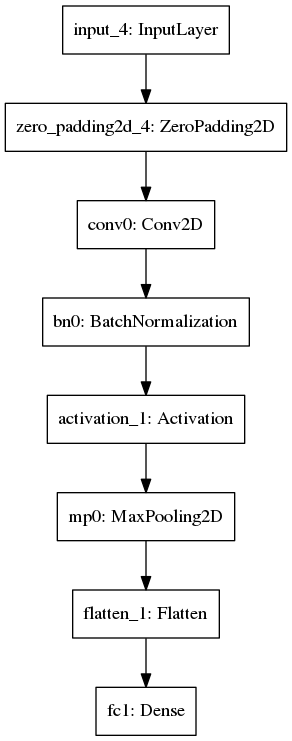 input_4: InputLayer
zero_padding2d_4: ZeroPadding2D
conv0: Conv2D
bn0: BatchNormalization
activation_1: Activation
mp0: MaxPooling2D
flatten_1: Flatten
fc1: Dense